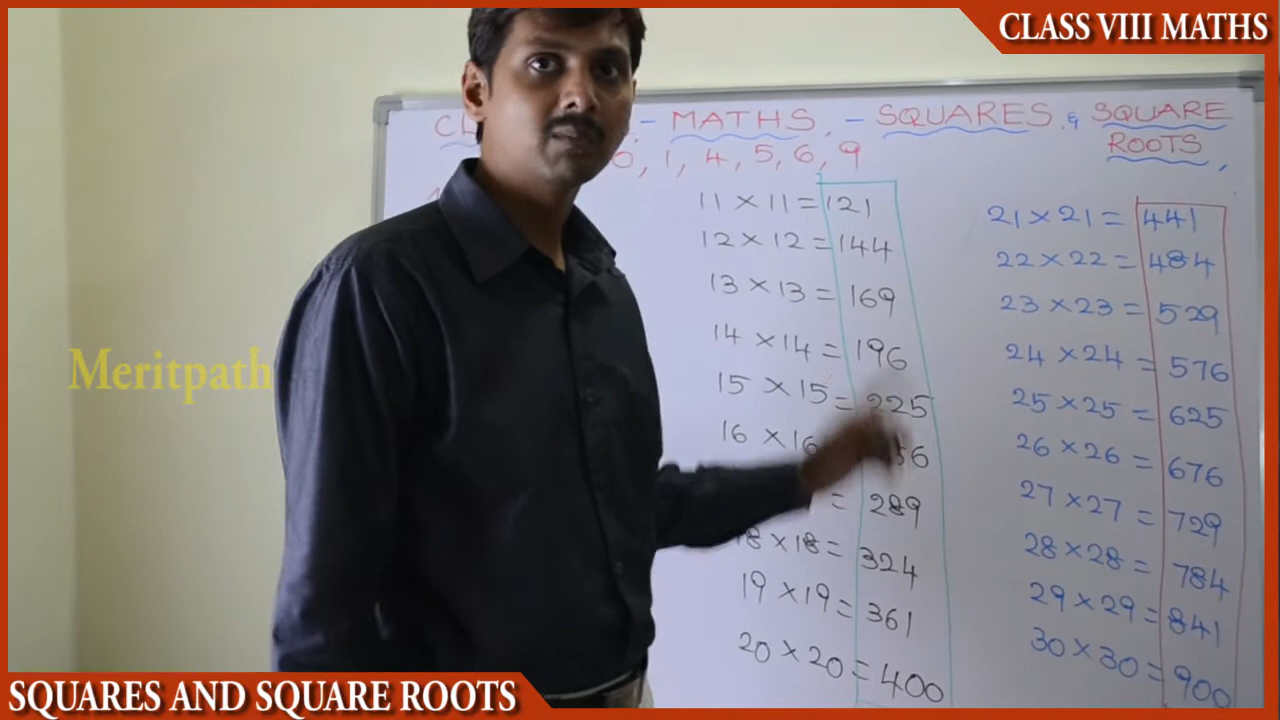 CLASS VIII MATHS
- MATHS, - SQUARES & SQUARE
ROOTS,
0, 1, 4, 5, 6, 9
11 × 11 = 121
12 × 12 = 144
13 × 13 = 169
14 × 14 = 196
15 × 15 = 225
16 × 16 56
= 289
18 × 18 = 324
19 × 19 = 361
20 × 20 = 400
21 × 21 = 441
22 × 22 = 484
23 × 23 = 529
24 × 24 = 576
25 × 25 = 625
26 × 26 = 676
27 × 27 = 729
28 × 28 = 784
29 × 29 = 841
30 × 30 = 900
Meritpath
SQUARES AND SQUARE ROOTS